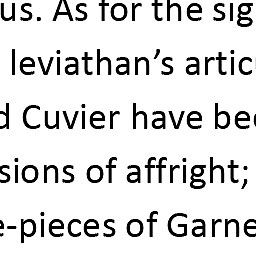 us. As for the sig
leviathan's artic
d Cuvier have bee
sions of affright;
e-pieces of Garne